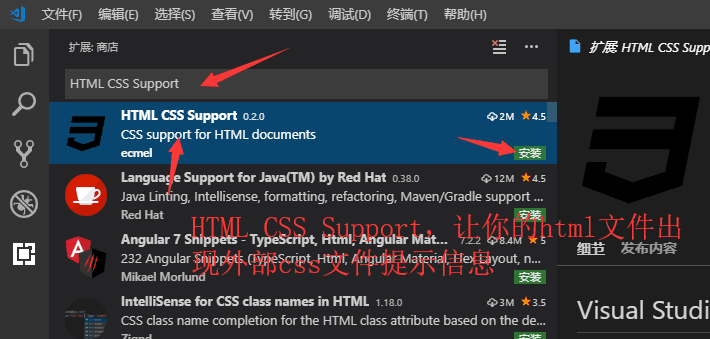 文件(F) 编辑(E) 选择(S) 查看(V) 转到(G) 调试(D) 终端(T) 帮助(H)
扩展: 商店
HTML CSS Support
HTML CSS Support 0.2.0 2M 4.5
CSS support for HTML documents
ecmel 安装
Language Support for Java(TM) by Red Hat 0.38.0 12M 4.5
Java Linting, Intellisense, formatting, refactoring, Maven/Gradle support ...
Red Hat 安装
Angular 7 Snippets - TypeScript, Html, Angular Mat... 7.2.2 8.4M 5
232 Angular Snippets (TypeScript, Html, Angular Material, Flex Layout, n...
Mikael Morlund 安装
IntelliSense for CSS class names in HTML 1.18.0 3M 3.5
CSS class name completion for the HTML class attribute based on the de...
Zignd 安装
HTML CSS Support，让你的html文件出
现外部css文件提示信息
扩展: HTML CSS Supp
细节 发布内容
Visual Studi